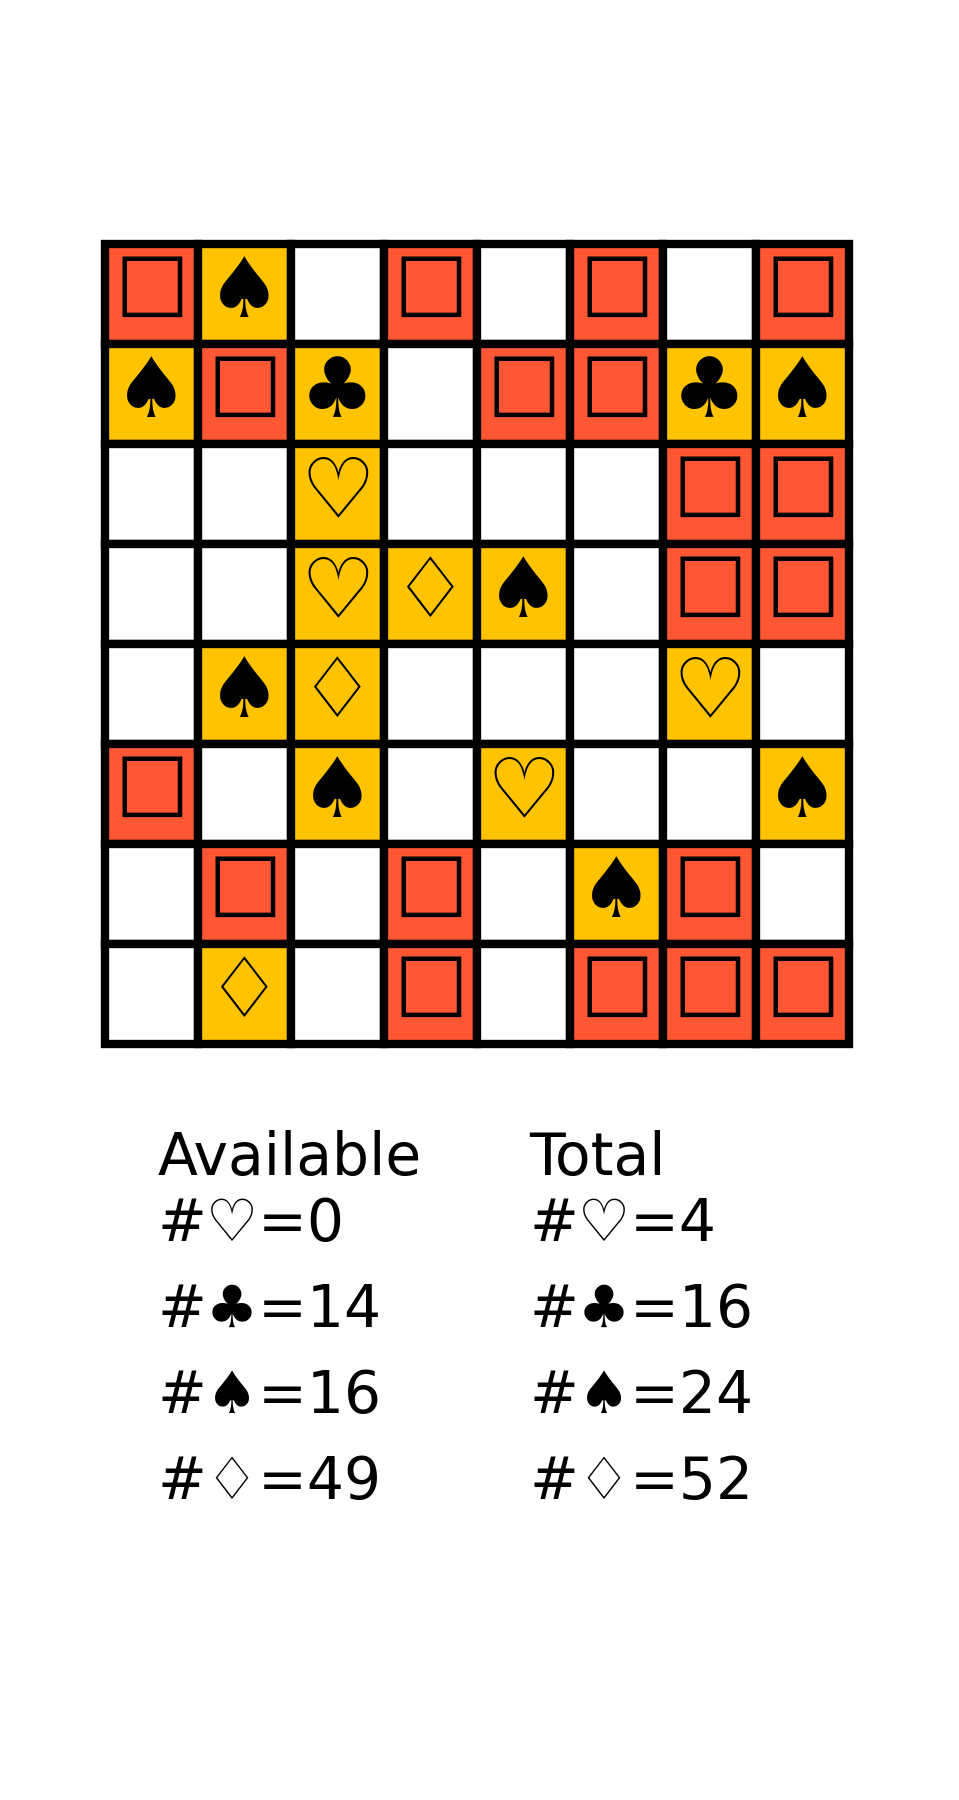 □ ♠ □ □ □
♠ □ ♣ □ □ ♣ ♠
♡ □ □
♡ ♢ ♠ □ □
♠ ♢ ♡
□ ♠ ♡ ♠
□ □ ♠ □
♢ □ □ □ □
Available Total
#♡=0 #♡=4
#♣=14 #♣=16
#♠=16 #♠=24
#♢=49 #♢=52